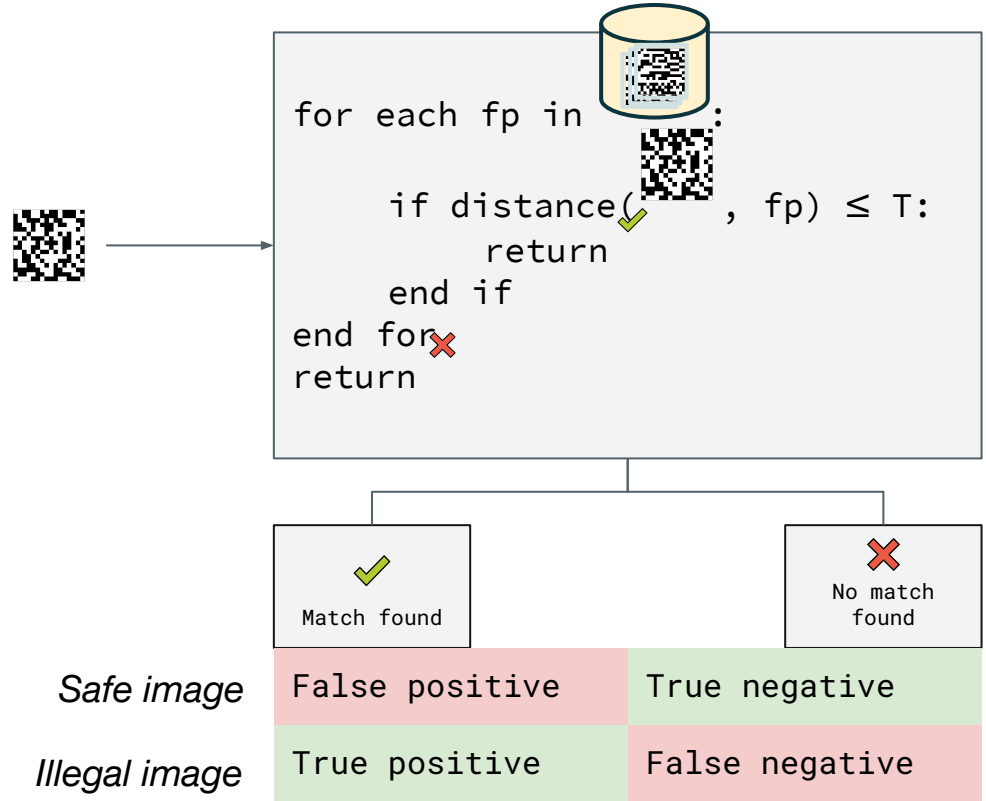 for each fp in :
if distance( , fp) ≤ T:
return
end if
end for
return
Match found
No match
found
Safe image
False positive
True negative
Illegal image
True positive
False negative